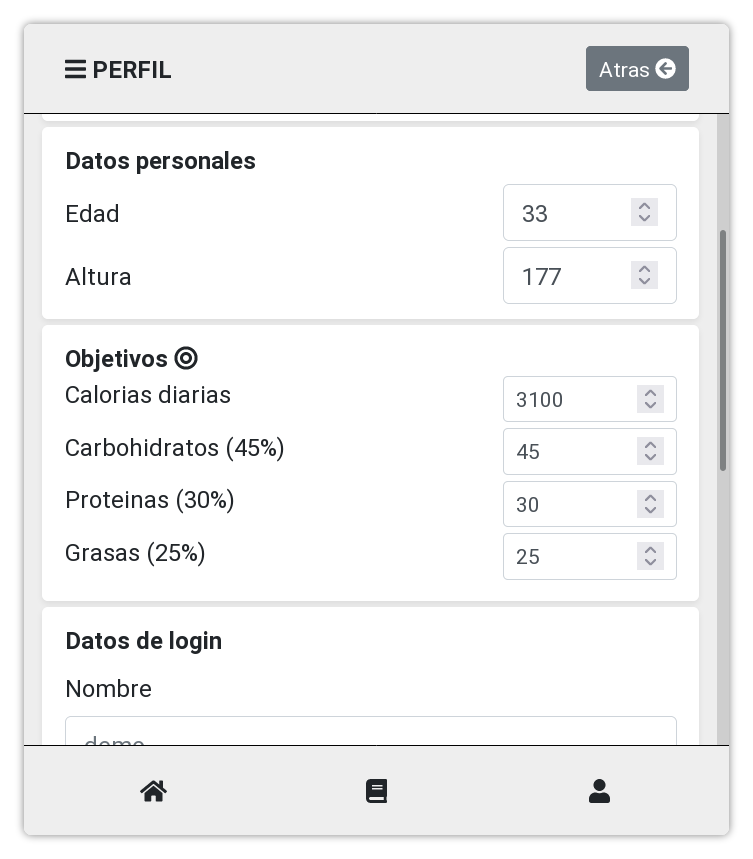 PERFIL
Atras
Datos personales
Edad 33
Altura 177
Objetivos
Calorias diarias 3100
Carbohidratos (45%) 45
Proteinas (30%) 30
Grasas (25%) 25
Datos de login
Nombre
demo